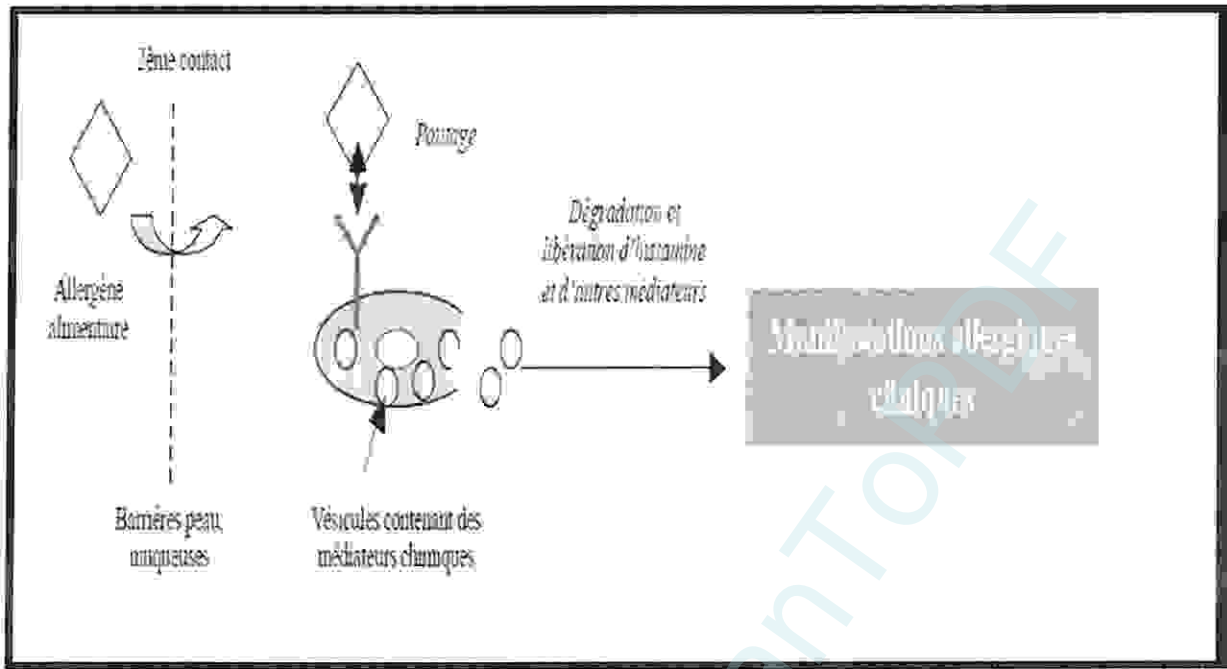 2ème contact
Pontage
Dégradation et
libération d'histamine
et d'autres médiateurs
Allergène
alimentaire
Manifestations allergiques
cliniques
Barrières peau,
muqueuses
Vésicules contenant des
médiateurs chimiques